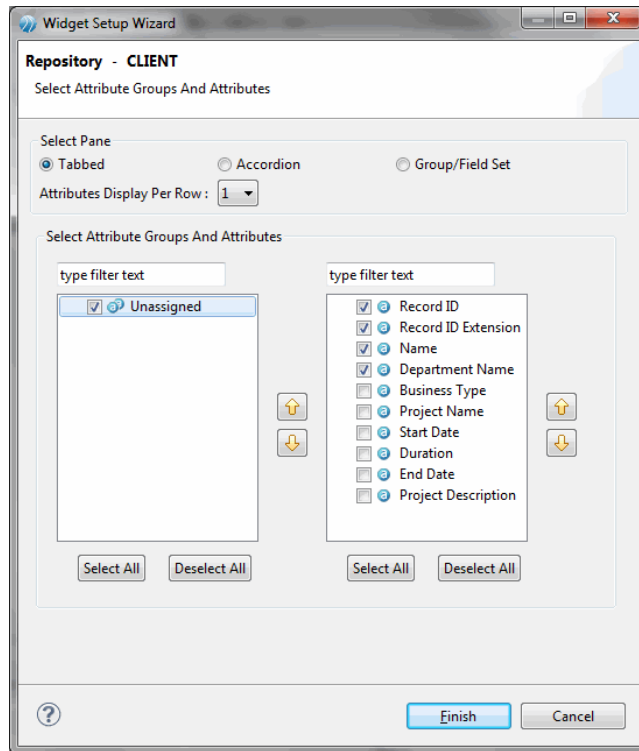 Widget Setup Wizard
Repository - CLIENT
Select Attribute Groups And Attributes
Select Pane
Tabbed Accordion Group/Field Set
Attributes Display Per Row : 1
Select Attribute Groups And Attributes
type filter text type filter text
Unassigned Record ID
Record ID Extension
Name
Department Name
Business Type
Project Name
Start Date
Duration
End Date
Project Description
Select All Deselect All Select All Deselect All
? Finish Cancel